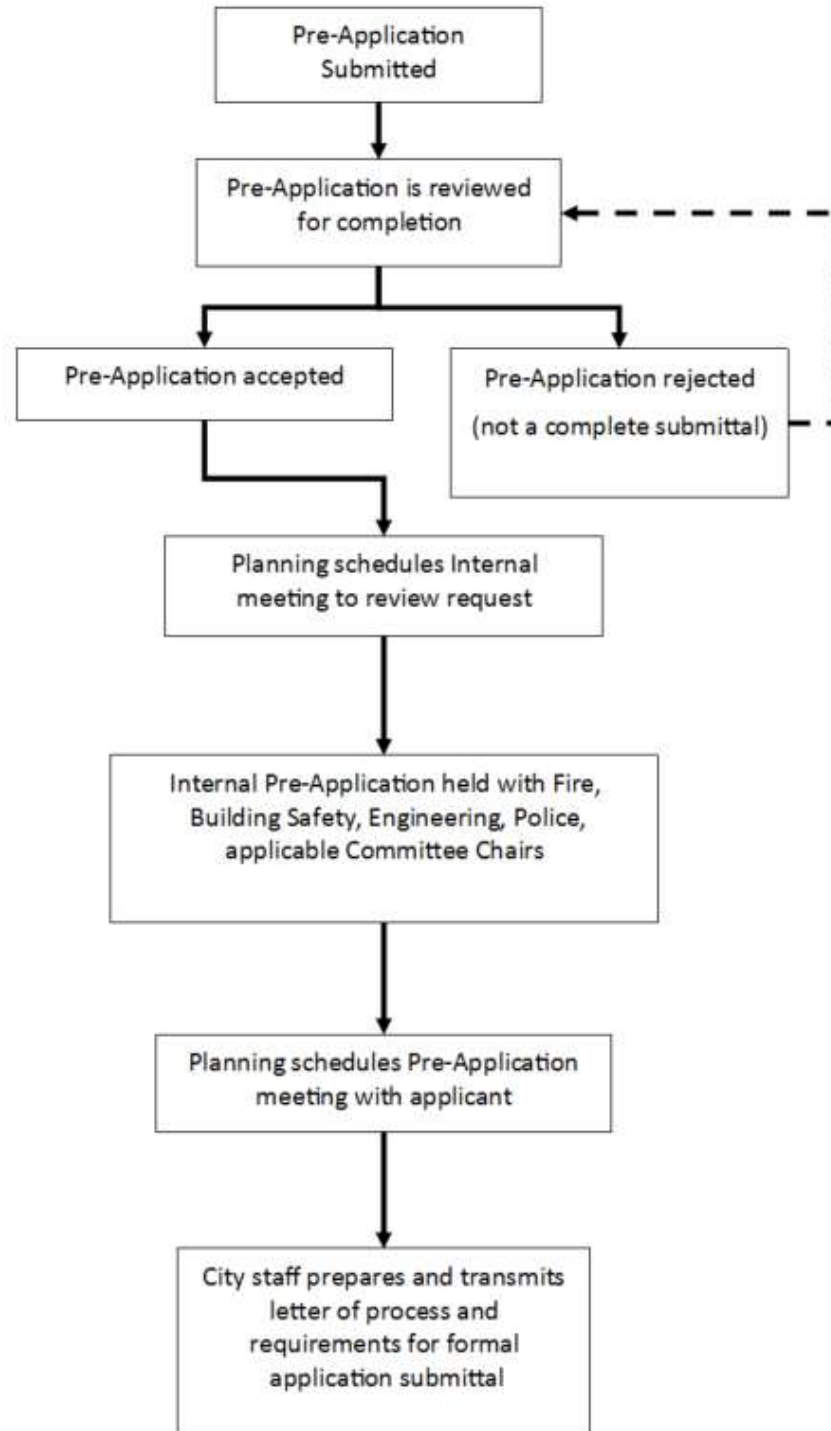 Pre-Application
Submitted
Pre-Application is reviewed
for completion
Pre-Application accepted
Pre-Application rejected
(not a complete submittal)
Planning schedules Internal
meeting to review request
Internal Pre-Application held with Fire,
Building Safety, Engineering, Police,
applicable Committee Chairs
Planning schedules Pre-Application
meeting with applicant
City staff prepares and transmits
letter of process and
requirements for formal
application submittal